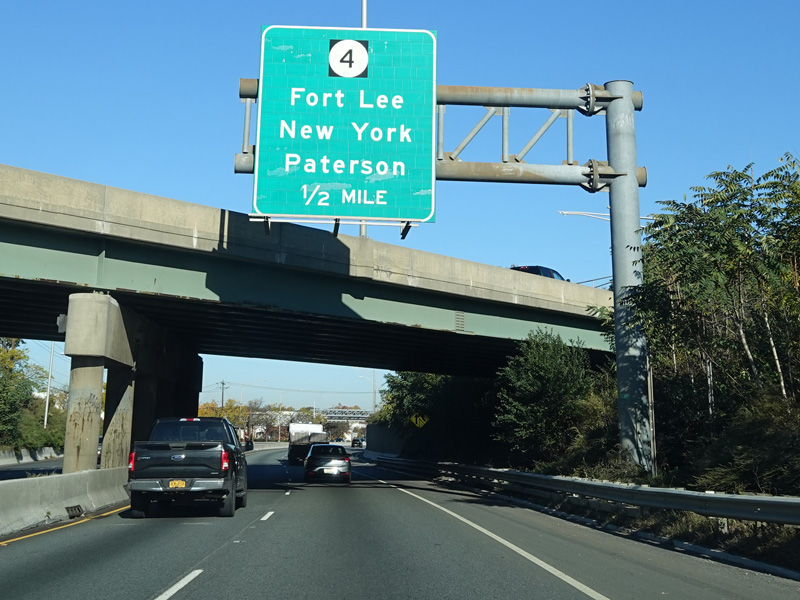 4
Fort Lee
New York
Paterson
1/2 MILE